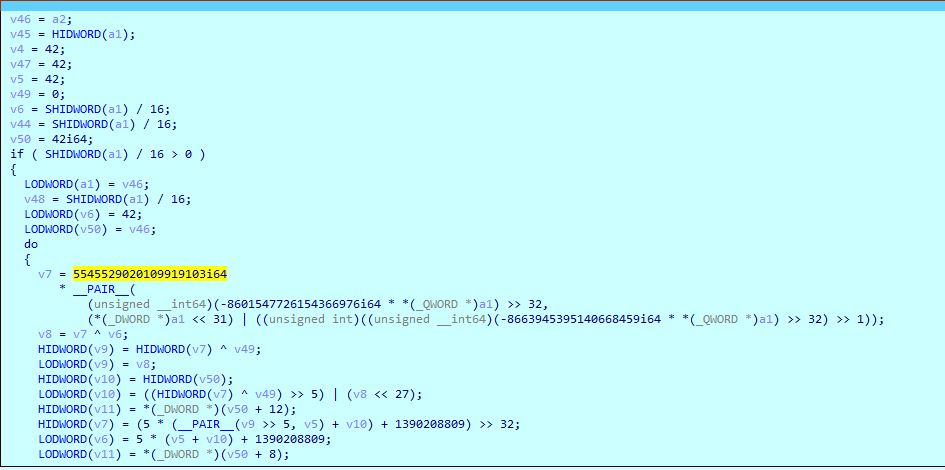 v46 = a2;
v45 = HIDWORD(a1);
v4 = 42;
v47 = 42;
v5 = 42;
v49 = 0;
v6 = SHIDWORD(a1) / 16;
v44 = SHIDWORD(a1) / 16;
v50 = 42i64;
if ( SHIDWORD(a1) / 16 > 0 )
{
LODWORD(a1) = v46;
v48 = SHIDWORD(a1) / 16;
LODWORD(v6) = 42;
LODWORD(v50) = v46;
do
{
v7 = 5545529020109919103i64
* __PAIR__(
(unsigned __int64)(-8601547726154366976i64 * *(_QWORD *)a1) >> 32,
(*(_DWORD *)a1 << 31) | ((unsigned int)((unsigned __int64)(-8663945395140668459i64 * *(_QWORD *)a1) >> 32) >> 1));
v8 = v7 ^ v6;
HIDWORD(v9) = HIDWORD(v7) ^ v49;
LODWORD(v9) = v8;
HIDWORD(v10) = HIDWORD(v50);
LODWORD(v10) = ((HIDWORD(v7) ^ v49) >> 5) | (v8 << 27);
HIDWORD(v11) = *(_DWORD *)(v50 + 12);
HIDWORD(v7) = (5 * (__PAIR__(v9 >> 5, v5) + v10) + 1390208809) >> 32;
LODWORD(v6) = 5 * (v5 + v10) + 1390208809;
LODWORD(v11) = *(_DWORD *)(v50 + 8);